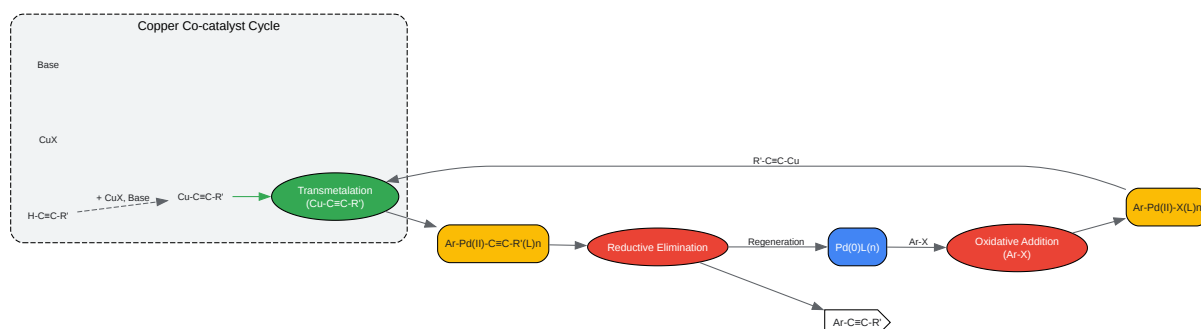 Copper Co-catalyst Cycle
Base
CuX
H-C≡C-R'
+ CuX, Base
Cu-C≡C-R'
Transmetalation
(Cu-C≡C-R')
R'-C≡C-Cu
Ar-Pd(II)-X(L)n
Ar-Pd(II)-C≡C-R'(L)n
Reductive Elimination
Regeneration
Pd(0)L(n)
Ar-X
Oxidative Addition
(Ar-X)
Ar-C≡C-R'